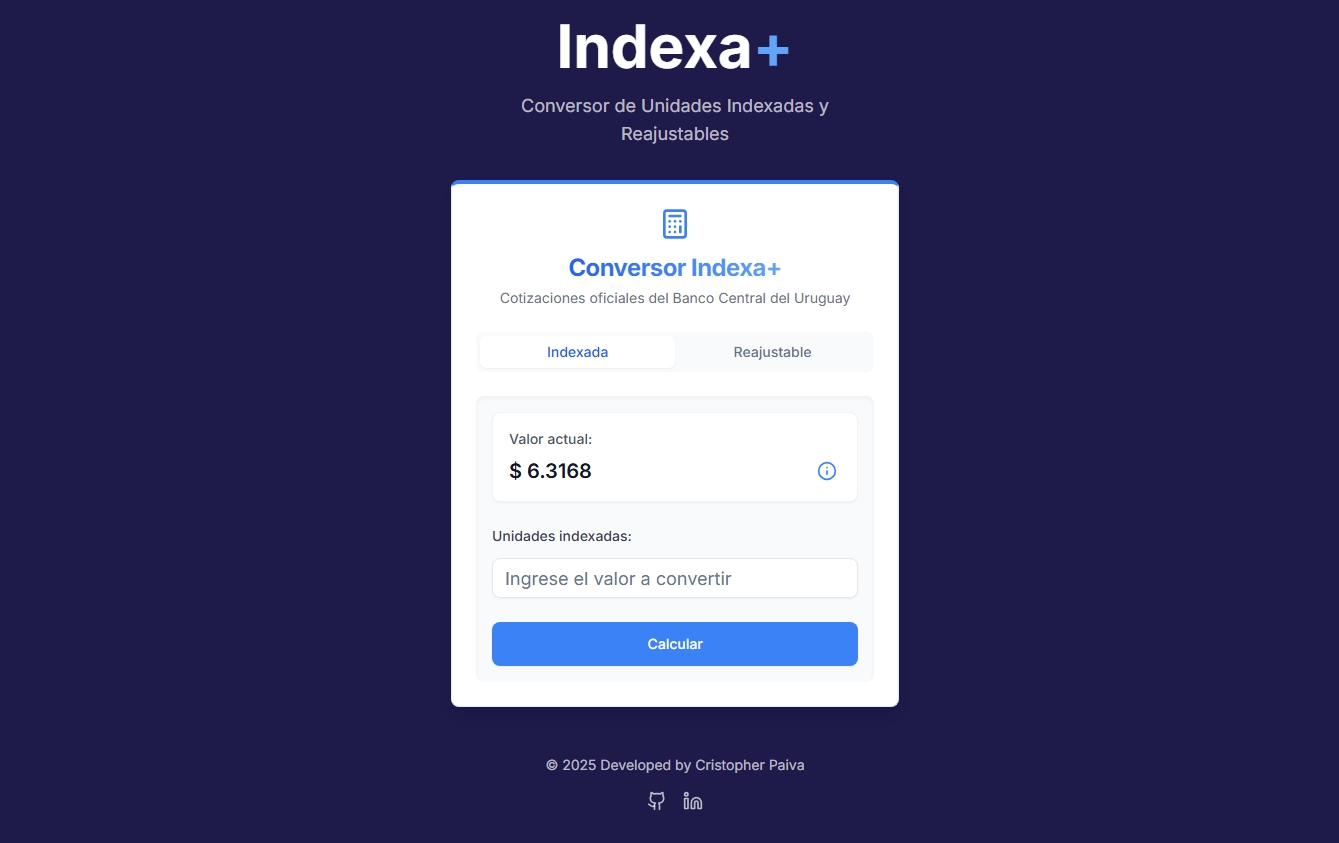 Indexa+
Conversor de Unidades Indexadas y
Reajustables
Conversor Indexa+
Cotizaciones oficiales del Banco Central del Uruguay
Indexada
Reajustable
Valor actual:
$ 6.3168
Unidades indexadas:
Ingrese el valor a convertir
Calcular
© 2025 Developed by Cristopher Paiva